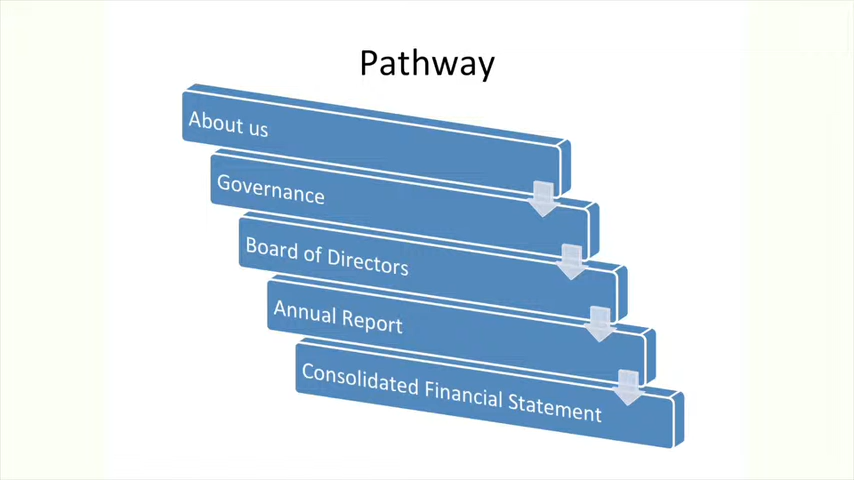 Pathway
About us
Governance
Board of Directors
Annual Report
Consolidated Financial Statement